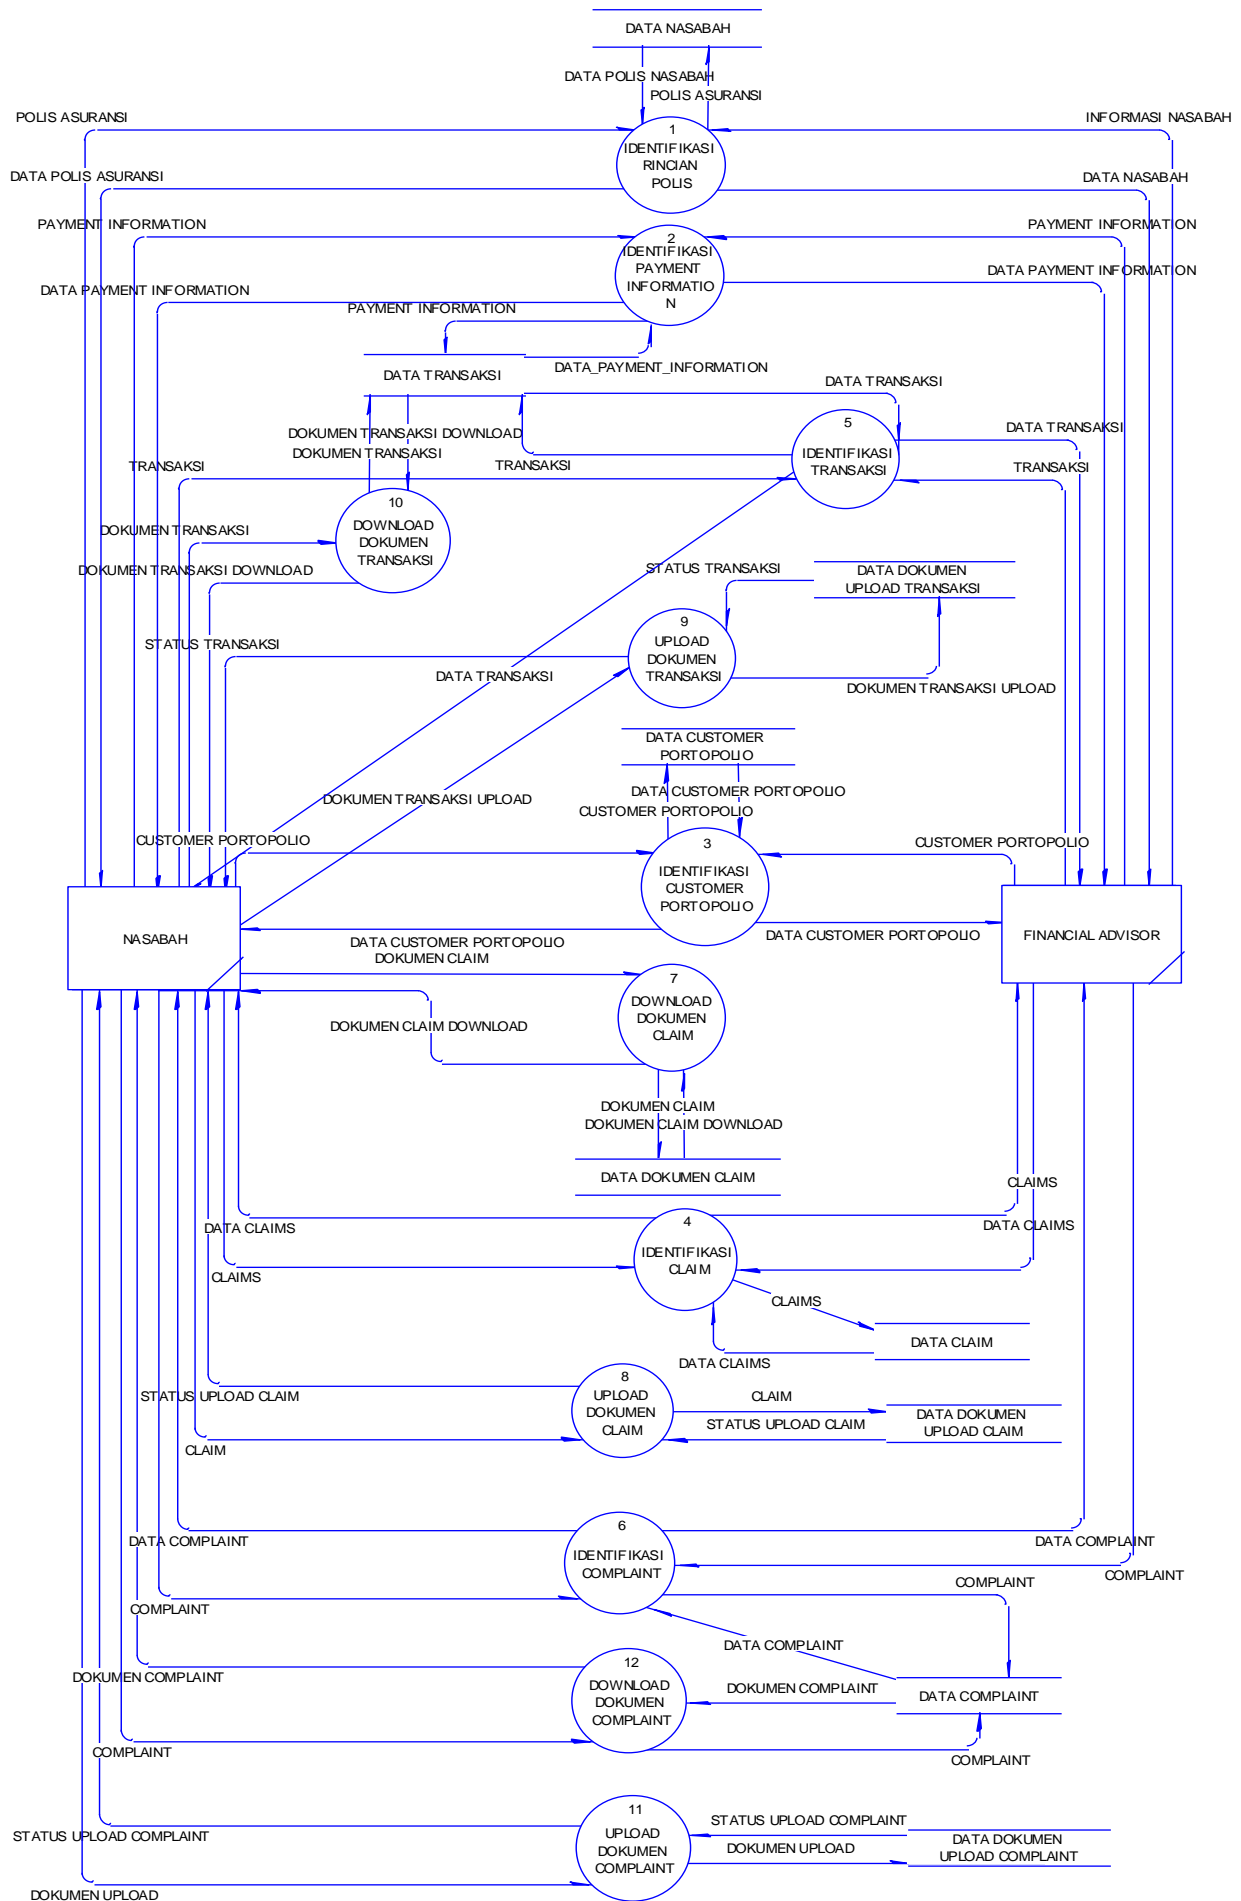 DATA NASABAH
DATA POLIS NASABAH
POLIS ASURANSI
POLIS ASURANSI
INFORMASI NASABAH
1
IDENTIFIKASI
RINCIAN
POLIS
DATA POLIS ASURANSI
DATA NASABAH
PAYMENT INFORMATION
PAYMENT INFORMATION
2
IDENTIFIKASI
PAYMENT
INFORMATIO
N
DATA PAYMENT INFORMATION
DATA PAYMENT INFORMATION
PAYMENT INFORMATION
DATA_PAYMENT_INFORMATION
DATA TRANSAKSI
DATA TRANSAKSI
5
IDENTIFIKASI
TRANSAKSI
DATA TRANSAKSI
DOKUMEN TRANSAKSI DOWNLOAD
DOKUMEN TRANSAKSI
TRANSAKSI
TRANSAKSI
TRANSAKSI
10
DOWNLOAD
DOKUMEN
TRANSAKSI
DOKUMEN TRANSAKSI
DOKUMEN TRANSAKSI DOWNLOAD
STATUS TRANSAKSI
DATA DOKUMEN
UPLOAD TRANSAKSI
9
UPLOAD
DOKUMEN
TRANSAKSI
STATUS TRANSAKSI
DATA TRANSAKSI
DOKUMEN TRANSAKSI UPLOAD
DATA CUSTOMER
PORTOPOLIO
DATA CUSTOMER PORTOPOLIO
DOKUMEN TRANSAKSI UPLOAD
CUSTOMER PORTOPOLIO
CUSTOMER PORTOPOLIO
CUSTOMER PORTOPOLIO
3
IDENTIFIKASI
CUSTOMER
PORTOPOLIO
NASABAH
FINANCIAL ADVISOR
DATA CUSTOMER PORTOPOLIO
DATA CUSTOMER PORTOPOLIO
DOKUMEN CLAIM
7
DOWNLOAD
DOKUMEN
CLAIM
DOKUMEN CLAIM DOWNLOAD
DOKUMEN CLAIM
DOKUMEN CLAIM DOWNLOAD
DATA DOKUMEN CLAIM
CLAIMS
DATA CLAIMS
DATA CLAIMS
4
IDENTIFIKASI
CLAIM
CLAIMS
CLAIMS
DATA CLAIM
DATA CLAIMS
8
UPLOAD
DOKUMEN
CLAIM
STATUS UPLOAD CLAIM
CLAIM
STATUS UPLOAD CLAIM
DATA DOKUMEN
UPLOAD CLAIM
CLAIM
6
IDENTIFIKASI
COMPLAINT
DATA COMPLAINT
DATA COMPLAINT
COMPLAINT
COMPLAINT
COMPLAINT
DATA COMPLAINT
12
DOWNLOAD
DOKUMEN
COMPLAINT
DOKUMEN COMPLAINT
DOKUMEN COMPLAINT
DATA COMPLAINT
COMPLAINT
COMPLAINT
11
UPLOAD
DOKUMEN
COMPLAINT
STATUS UPLOAD COMPLAINT
STATUS UPLOAD COMPLAINT
DOKUMEN UPLOAD
DATA DOKUMEN
UPLOAD COMPLAINT
DOKUMEN UPLOAD